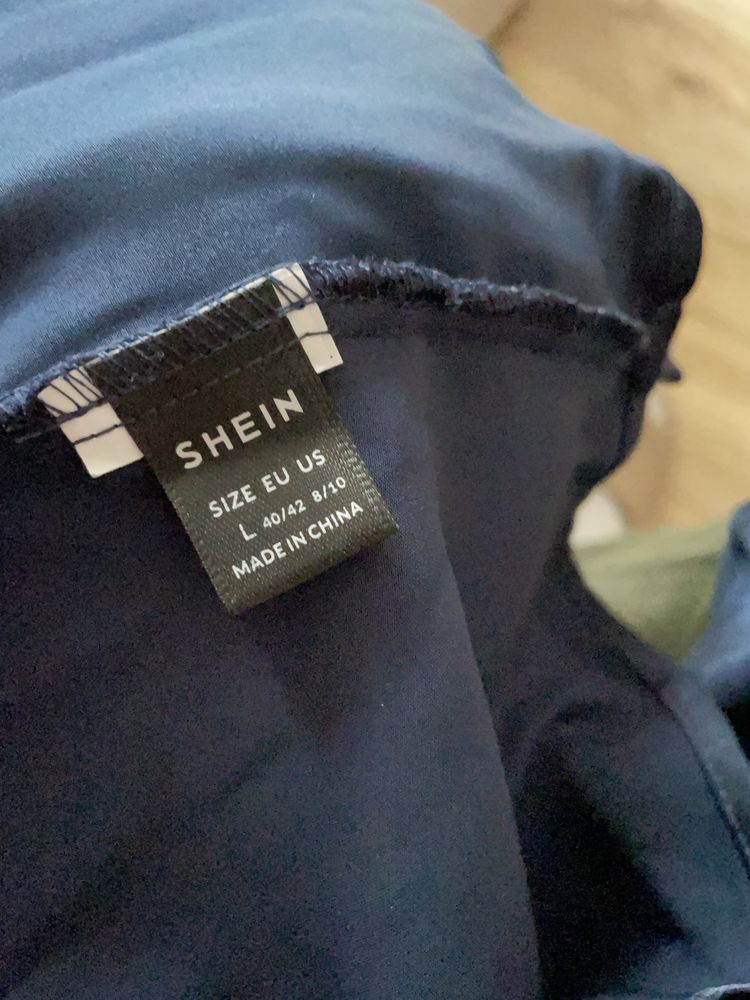 SHEIN
SIZE EU US
L 40/42 8/10
MADE IN CHINA